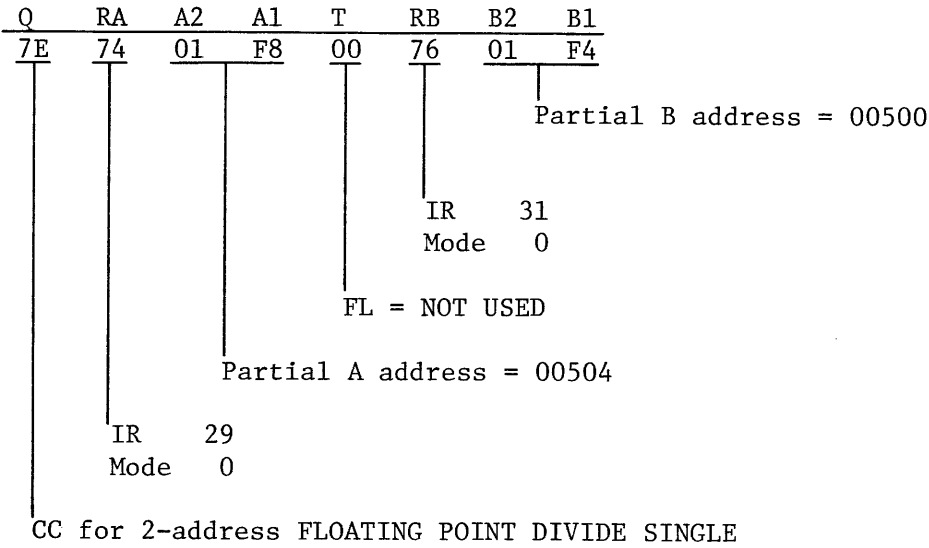 Q RA A2 A1 T RB B2 B1
7E 74 01 F8 00 76 01 F4
Partial B address = 00500
IR 31
Mode 0
FL = NOT USED
Partial A address = 00504
IR 29
Mode 0
CC for 2-address FLOATING POINT DIVIDE SINGLE